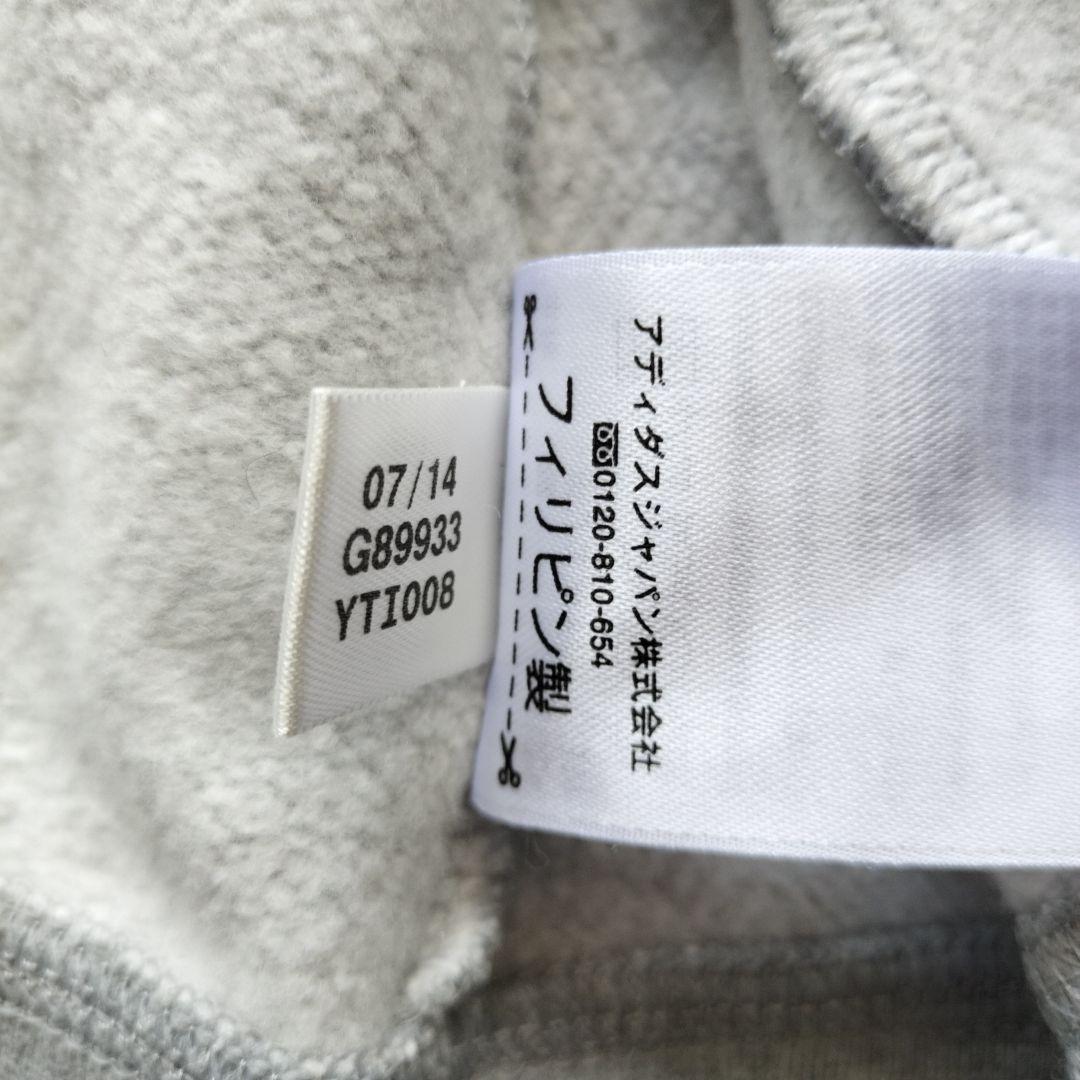 07/14
G89933
YTI008
アディダスジャパン株式会社
0120-810-654
フィリピン製